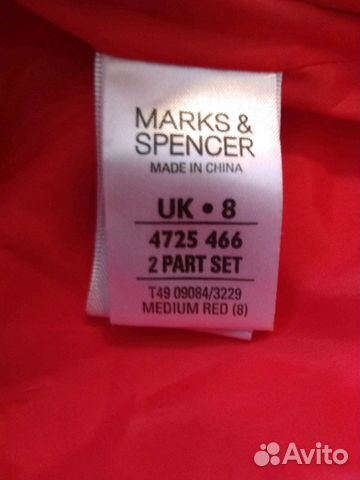 MARKS &
SPENCER
MADE IN CHINA
UK • 8
4725 466
2 PART SET
T49 09084/3229
MEDIUM RED (8)
Avito